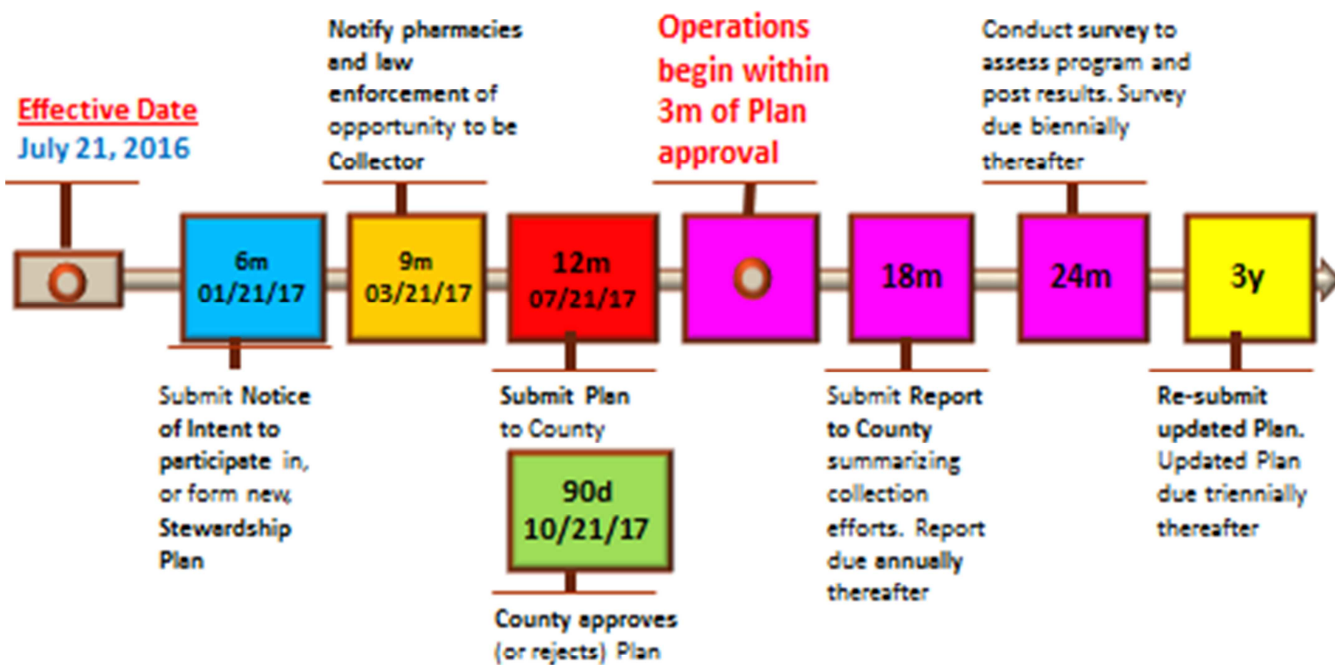 Effective Date
July 21, 2016
Notify pharmacies
and law
enforcement of
opportunity to be
Collector
Operations
begin within
3m of Plan
approval
Conduct survey to
assess program and
post results. Survey
due biennially
thereafter
6m
01/21/17
9m
03/21/17
12m
07/21/17
18m
24m
3y
Submit Notice
of Intent to
participate in,
or form new,
Stewardship
Plan
Submit Plan
to County
90d
10/21/17
County approves
(or rejects) Plan
Submit Report
to County
summarizing
collection
efforts. Report
due annually
thereafter
Re-submit
updated Plan.
Updated Plan
due triennially
thereafter